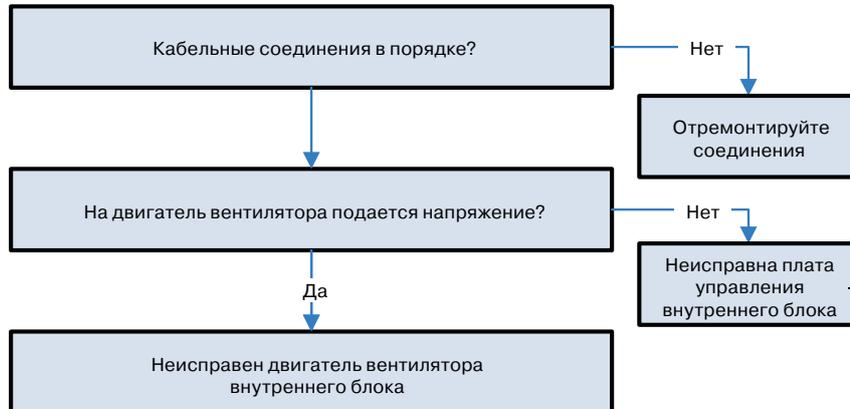 Кабельные соединения в порядке?
Нет
Отремонтируйте
соединения
На двигатель вентилятора подается напряжение?
Нет
Неисправна плата
управления
внутреннего блока
Да
Неисправен двигатель вентилятора
внутреннего блока